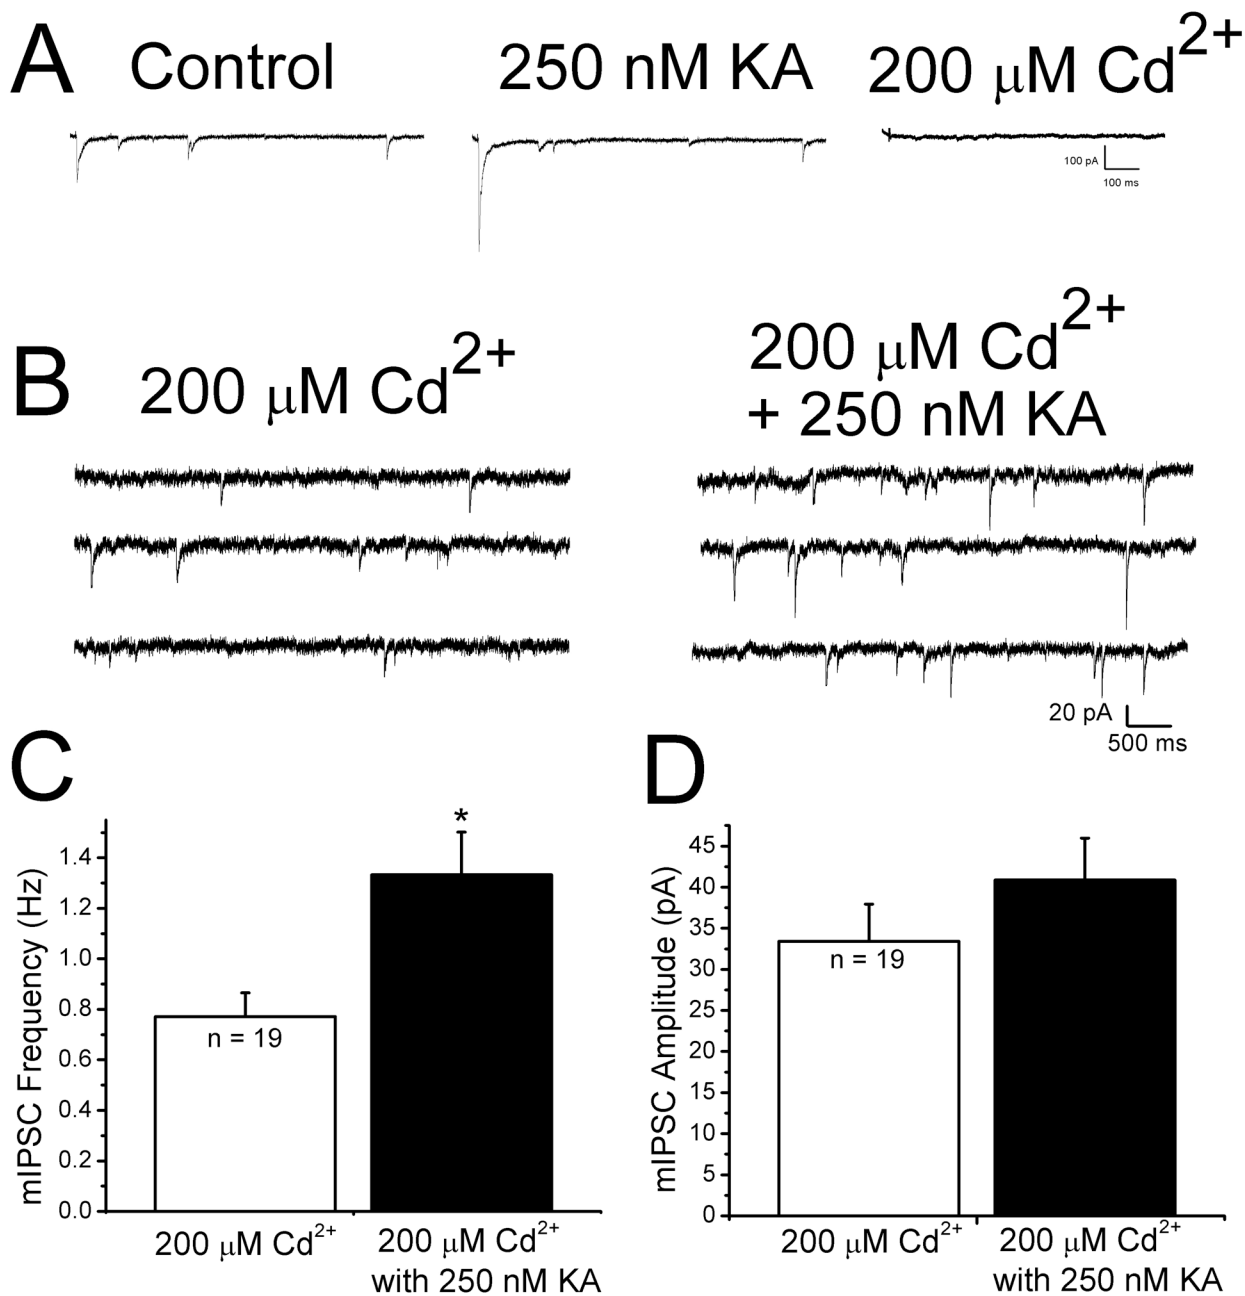 A
Control
250 nM KA
200 μM Cd2+
100 pA
100 ms
B
200 μM Cd2+
200 μM Cd2+
+ 250 nM KA
20 pA
500 ms
C
mIPSC Frequency (Hz)
1.4
1.2
1.0
0.8
0.6
0.4
0.2
0.0
*
n = 19
200 μM Cd2+
200 μM Cd2+
with 250 nM KA
D
mIPSC Amplitude (pA)
45
40
35
30
25
20
15
10
5
0
n = 19
200 μM Cd2+
200 μM Cd2+
with 250 nM KA